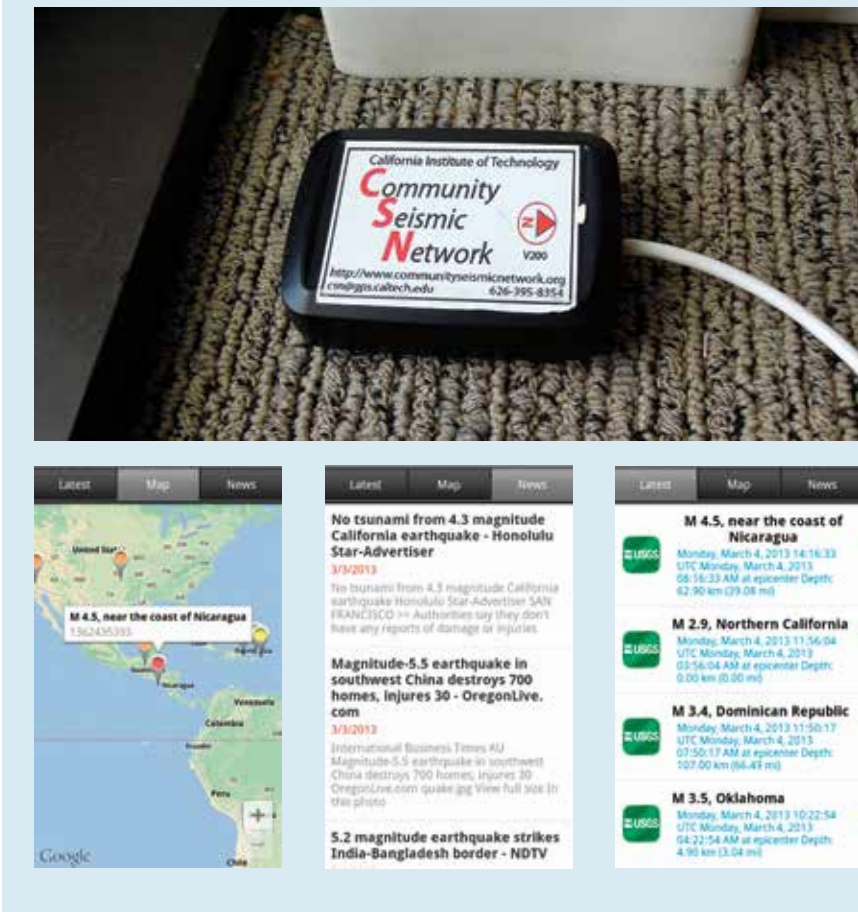 California Institute of Technology
Community
Seismic
Network
N
V200
http://www.communityseismicnetwork.org
csn@gps.caltech.edu 626-395-8354
Latest Map News
United Sta
M 4.5, near the coast of Nicaragua
1362435393
Nicaragua
Venezuela
Colombia
Ecuador
Peru
Chile
+
Google
Latest Map News
No tsunami from 4.3 magnitude
California earthquake - Honolulu
Star-Advertiser
3/3/2013
No tsunami from 4.3 magnitude California
earthquake Honolulu Star-Advertiser SAN
FRANCISCO >> Authorities say they don't
have any reports of damage or injuries
Magnitude-5.5 earthquake in
southwest China destroys 700
homes, injures 30 - OregonLive.
com
3/3/2013
International Business Times AU
Magnitude-5.5 earthquake in southwest
China destroys 700 homes, injures 30
OregonLive.com quake.jpg View full size In
this photo
5.2 magnitude earthquake strikes
India-Bangladesh border - NDTV
Latest Map News
M 4.5, near the coast of
Nicaragua
USGS
Monday, March 4, 2013 14:16:33
UTC Monday, March 4, 2013
08:16:33 AM at epicenter Depth:
62.90 km (39.08 mi)
M 2.9, Northern California
USGS
Monday, March 4, 2013 11:56:04
UTC Monday, March 4, 2013
03:56:04 AM at epicenter Depth:
0.00 km (0.00 mi)
M 3.4, Dominican Republic
USGS
Monday, March 4, 2013 11:50:17
UTC Monday, March 4, 2013
07:50:17 AM at epicenter Depth:
107.00 km (66.49 mi)
M 3.5, Oklahoma
USGS
Monday, March 4, 2013 10:22:54
UTC Monday, March 4, 2013
04:22:54 AM at epicenter Depth:
4.90 km (3.04 mi)